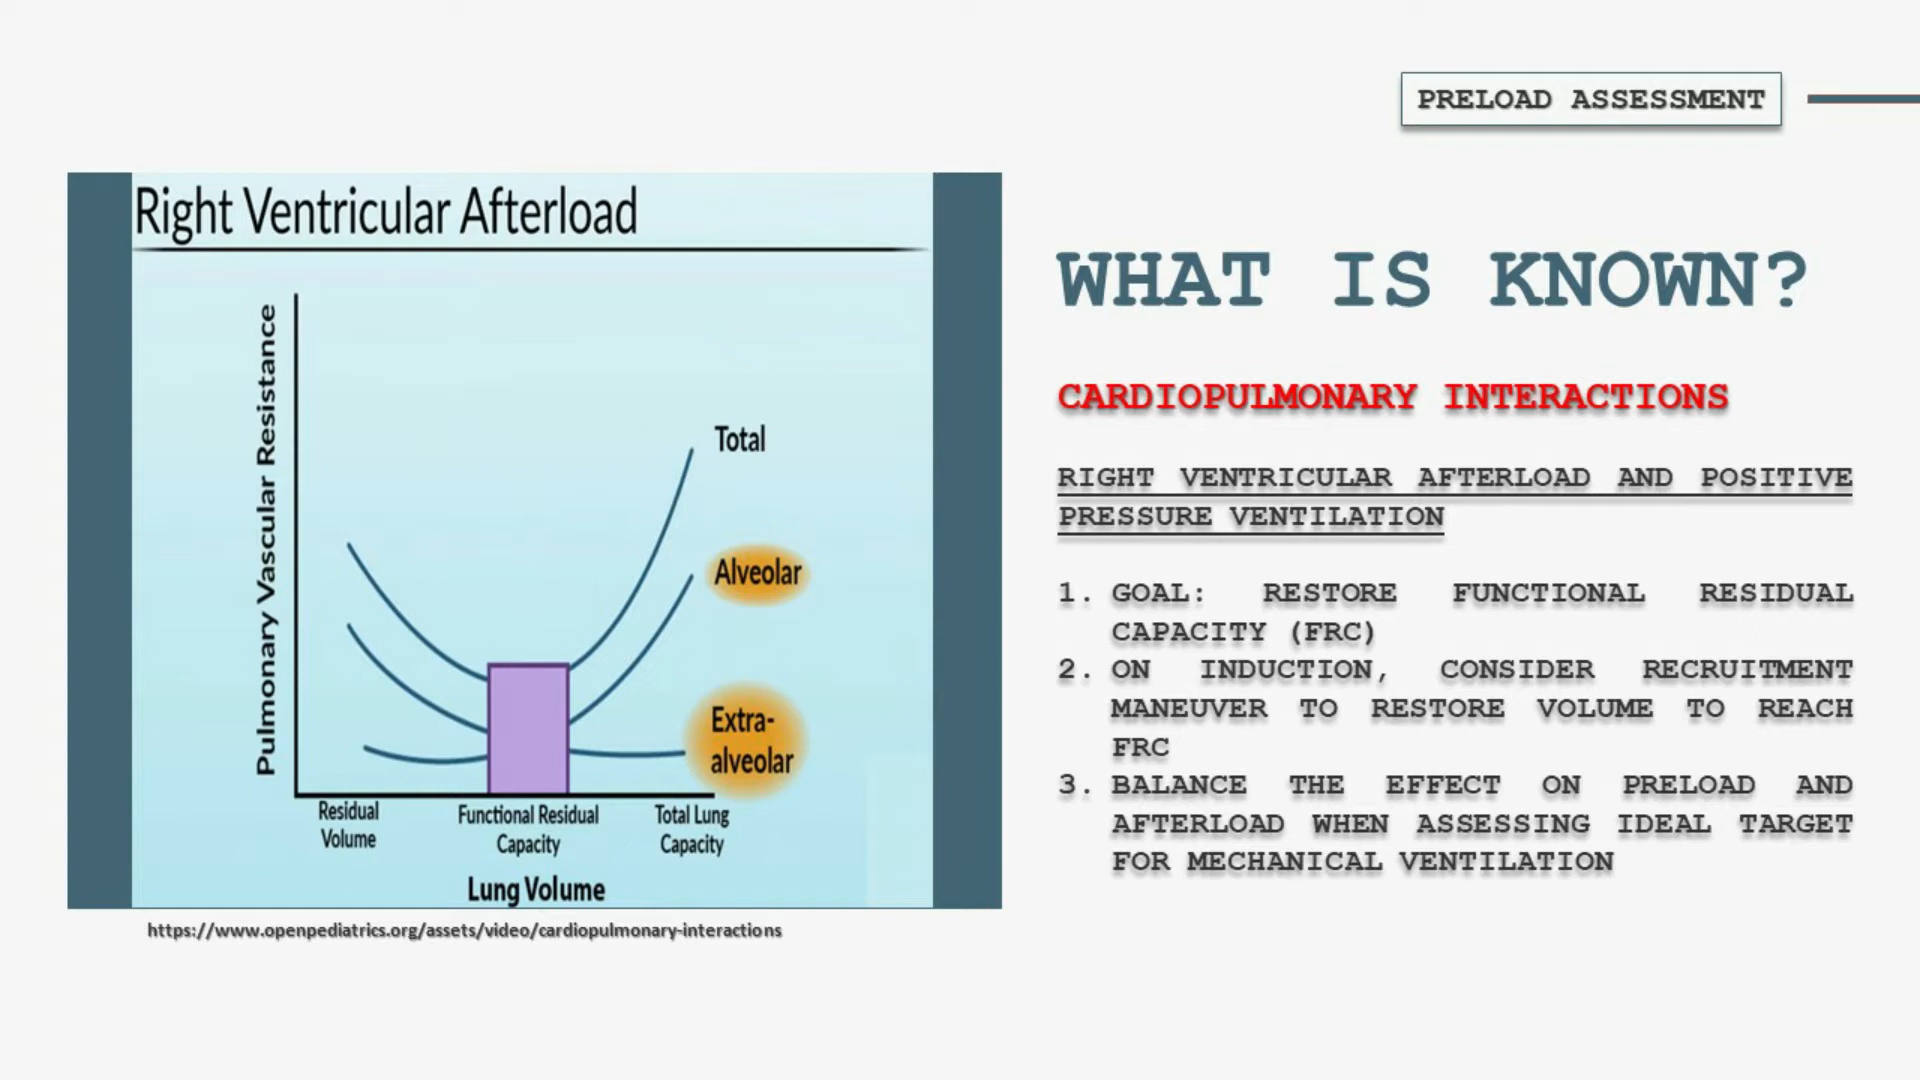 PRELOAD ASSESSMENT
Right Ventricular Afterload
Pulmonary Vascular Resistance
Total
Alveolar
Extra-
alveolar
Residual
Volume
Functional Residual
Capacity
Total Lung
Capacity
Lung Volume
https://www.openpediatrics.org/assets/video/cardiopulmonary-interactions
WHAT IS KNOWN?
CARDIOPULMONARY INTERACTIONS
RIGHT VENTRICULAR AFTERLOAD AND POSITIVE
PRESSURE VENTILATION
1. GOAL: RESTORE FUNCTIONAL RESIDUAL
CAPACITY (FRC)
2. ON INDUCTION, CONSIDER RECRUITMENT
MANEUVER TO RESTORE VOLUME TO REACH
FRC
3. BALANCE THE EFFECT ON PRELOAD AND
AFTERLOAD WHEN ASSESSING IDEAL TARGET
FOR MECHANICAL VENTILATION